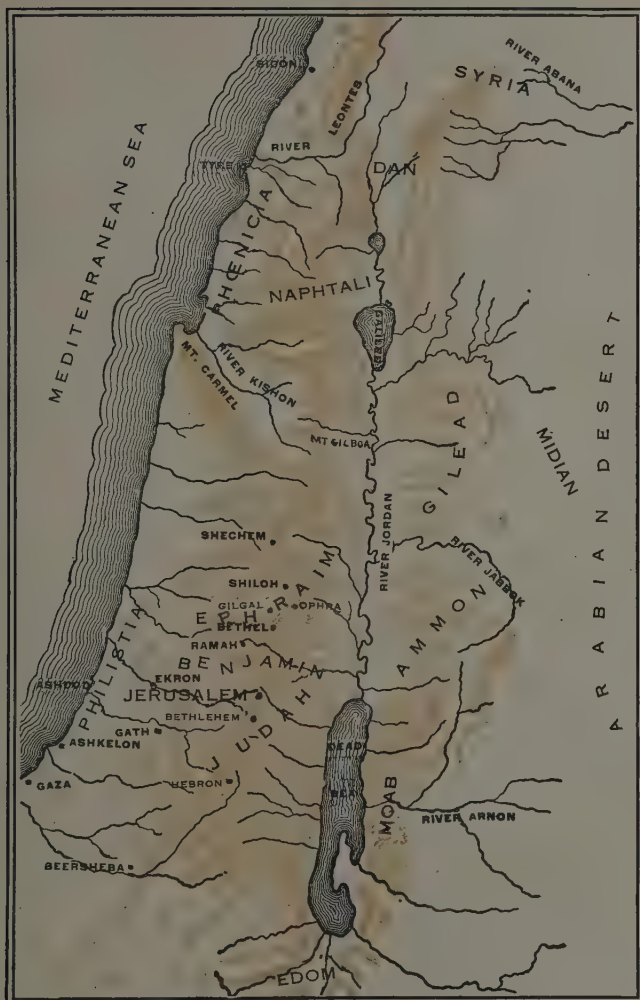 SIDON
RIVER ABANA
SYRIA
RIVER LEONTES
TYRE
DAN
MEDITERRANEAN SEA
PHŒNICIA
NAPHTALI
GALILEE
MT. CARMEL
RIVER KISHON
MT GILBOA
GILEAD
MIDIAN
ARABIAN DESERT
RIVER JORDAN
SHECHEM
RIVER JABBOK
SHILOH
EPHRAIM
GILGAL
OPHRA
BETHEL
AMMON
RAMAH
BENJAMIN
PHILISTIA
EKRON
ASHDOD
JERUSALEM
BETHLEHEM
JUDAH
GATH
ASHKELON
DEAD
SEA
GAZA
HEBRON
MOAB
RIVER ARNON
BEERSHEBA
EDOM